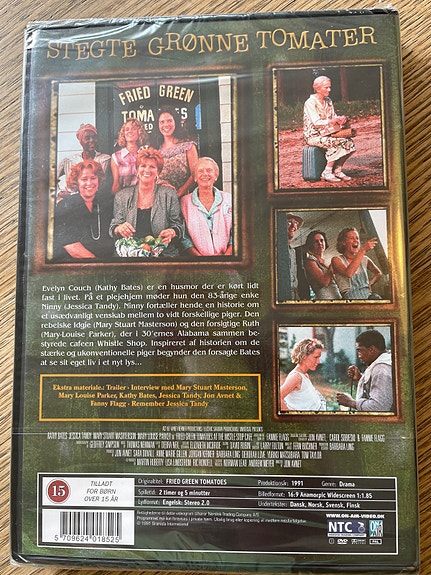 STEGTE GRØNNE TOMATER
FRIED GREEN
TOMATOES
Evelyn Couch (Kathy Bates) er en husmor der er kørt lidt
fast i livet. På et plejehjem møder hun den 83-årige enke
Ninny (Jessica Tandy). Ninny fortæller hende en historie om
et usædvanligt venskab mellem to vidt forskellige piger. Den
rebelske Idgie (Mary Stuart Masterson) og den forsigtige Ruth
(Mary-Louise Parker), der i 30'ernes Alabama sammen be-
styrede cafeen Whistle Shop. Inspireret af historien om de
stærke og ukonventionelle piger begynder den forsagte Bates
at se sit eget liv i et nyt lys...
Ekstra materiale.: Trailer - Interview med Mary Stuart Masterson,
Mary Louise Parker, Kathy Bates, Jessica Tandy, Jon Avnet &
Fanny Flagg - Remember Jessica Tandy
15
TILLADT
FOR BØRN
OVER 15 ÅR
Originaltitel.: FRIED GREEN TOMATOES
Spilletid.: 2 timer og 5 minutter
Lydformat.: Engelsk: Stereo 2.0
Produktionsår.: 1991
Genre.: Drama
Billedformat.: 16:9 Anamorphic Widescreen 1:1.85
Undertekster.: Dansk, Norsk, Svensk, Finsk
5 709624 018525
WWW.ON-AIR-VIDEO.DK
NTC
DVD
PAL